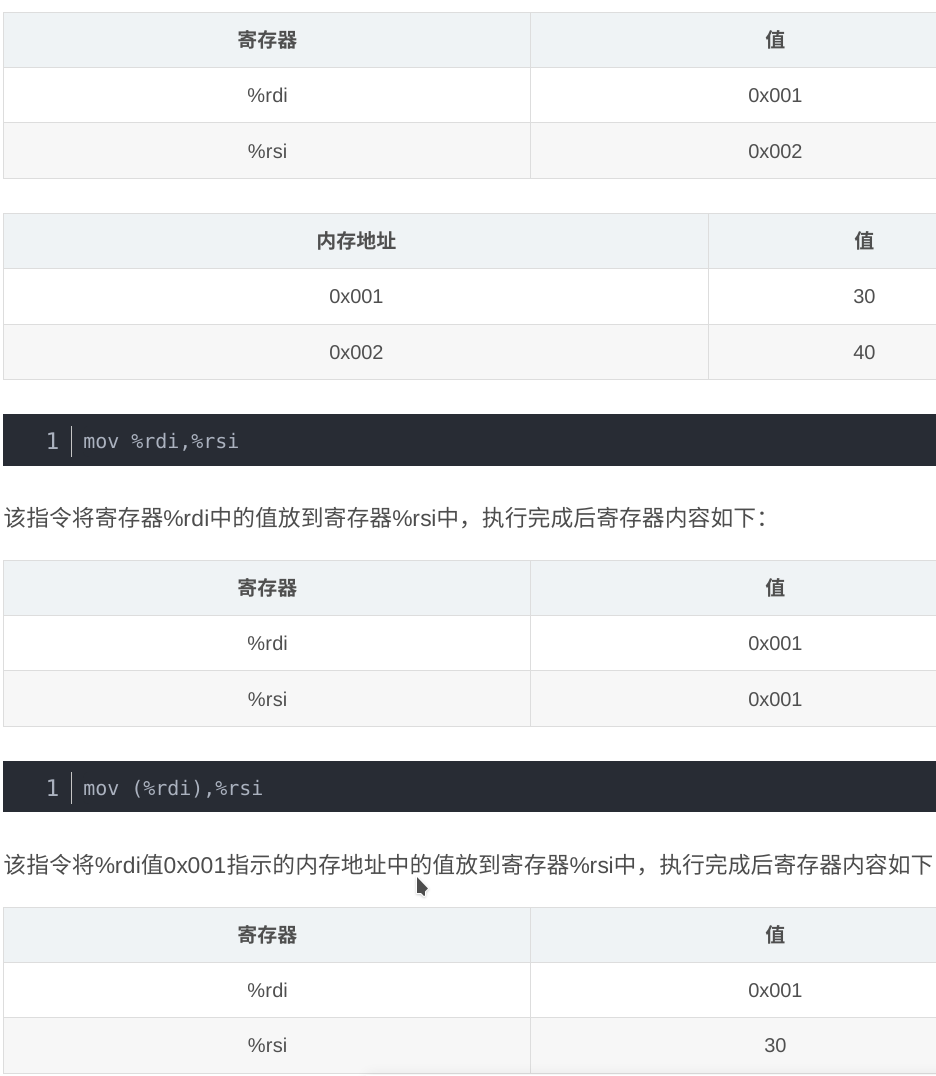 寄存器 值
%rdi 0x001
%rsi 0x002
内存地址 值
0x001 30
0x002 40
1 mov %rdi,%rsi
该指令将寄存器%rdi中的值放到寄存器%rsi中，执行完成后寄存器内容如下：
寄存器 值
%rdi 0x001
%rsi 0x001
1 mov (%rdi),%rsi
该指令将%rdi值0x001指示的内存地址中的值放到寄存器%rsi中，执行完成后寄存器内容如下
寄存器 值
%rdi 0x001
%rsi 30